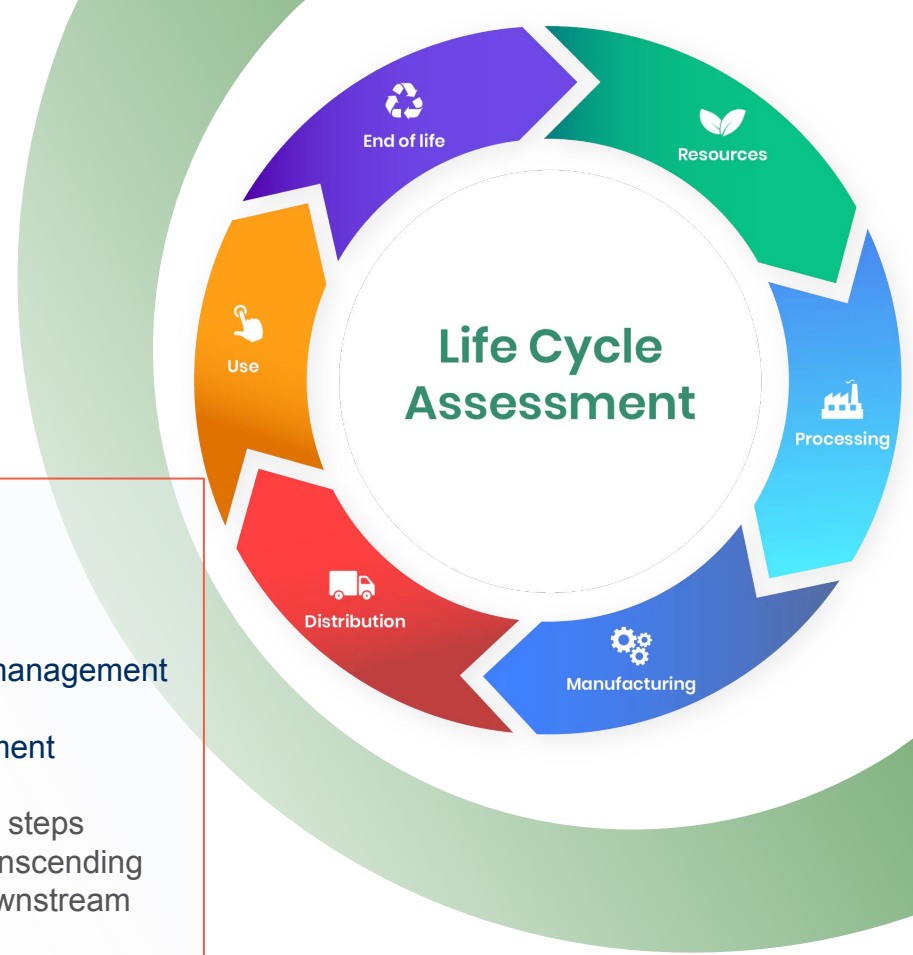 End of life
Resources
Life Cycle
Assessment
Use
Processing
Distribution
Manufacturing
management
ment
steps
nscending
wnstream